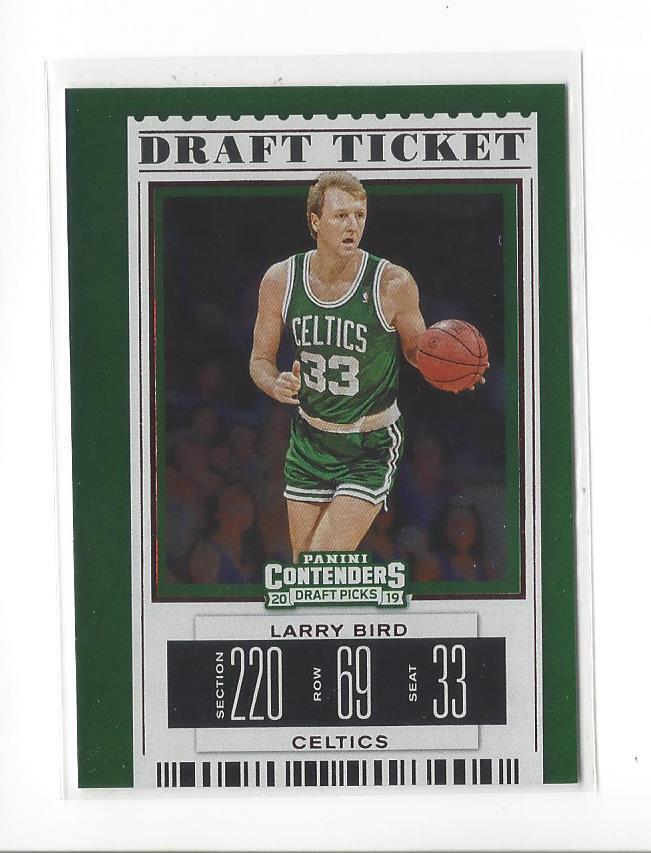 DRAFT TICKET
CELTICS
33
PANINI
CONTENDERS
20 DRAFT PICKS 19
LARRY BIRD
SECTION 220 ROW 69 SEAT 33
CELTICS